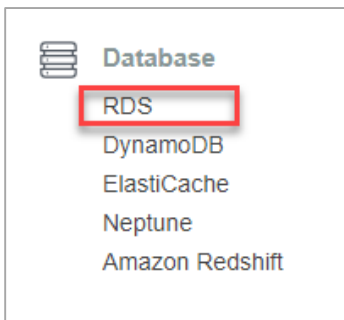 Database
RDS
DynamoDB
ElastiCache
Neptune
Amazon Redshift